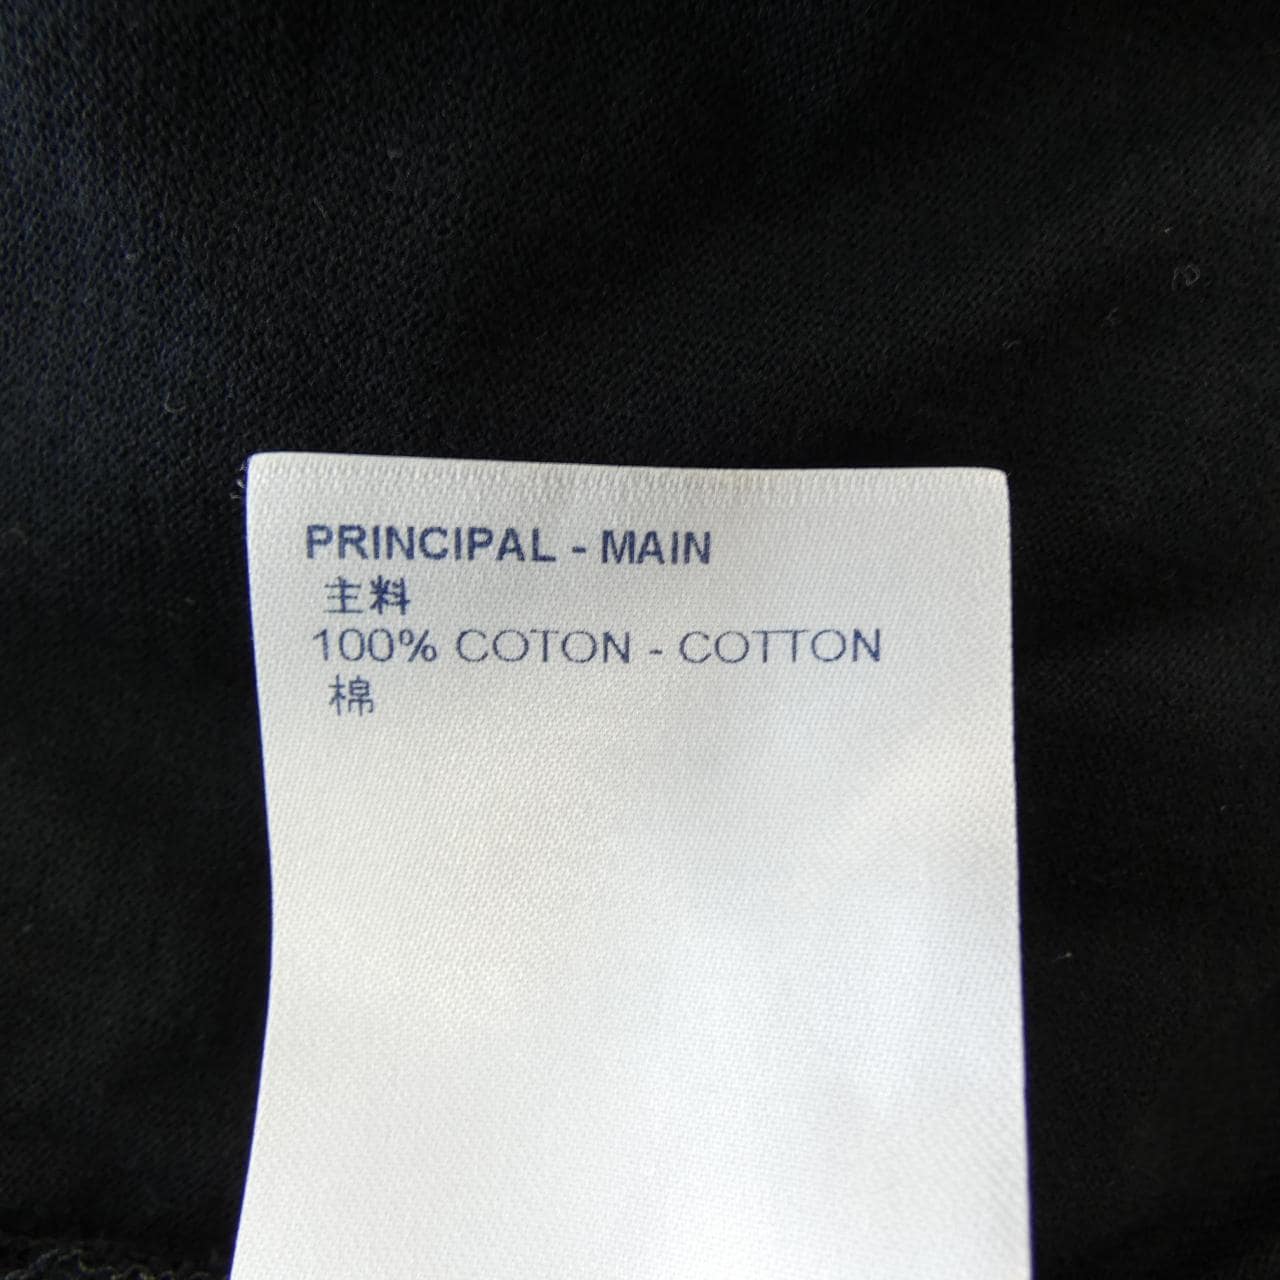 PRINCIPAL - MAIN
主料
100% COTON - COTTON
棉